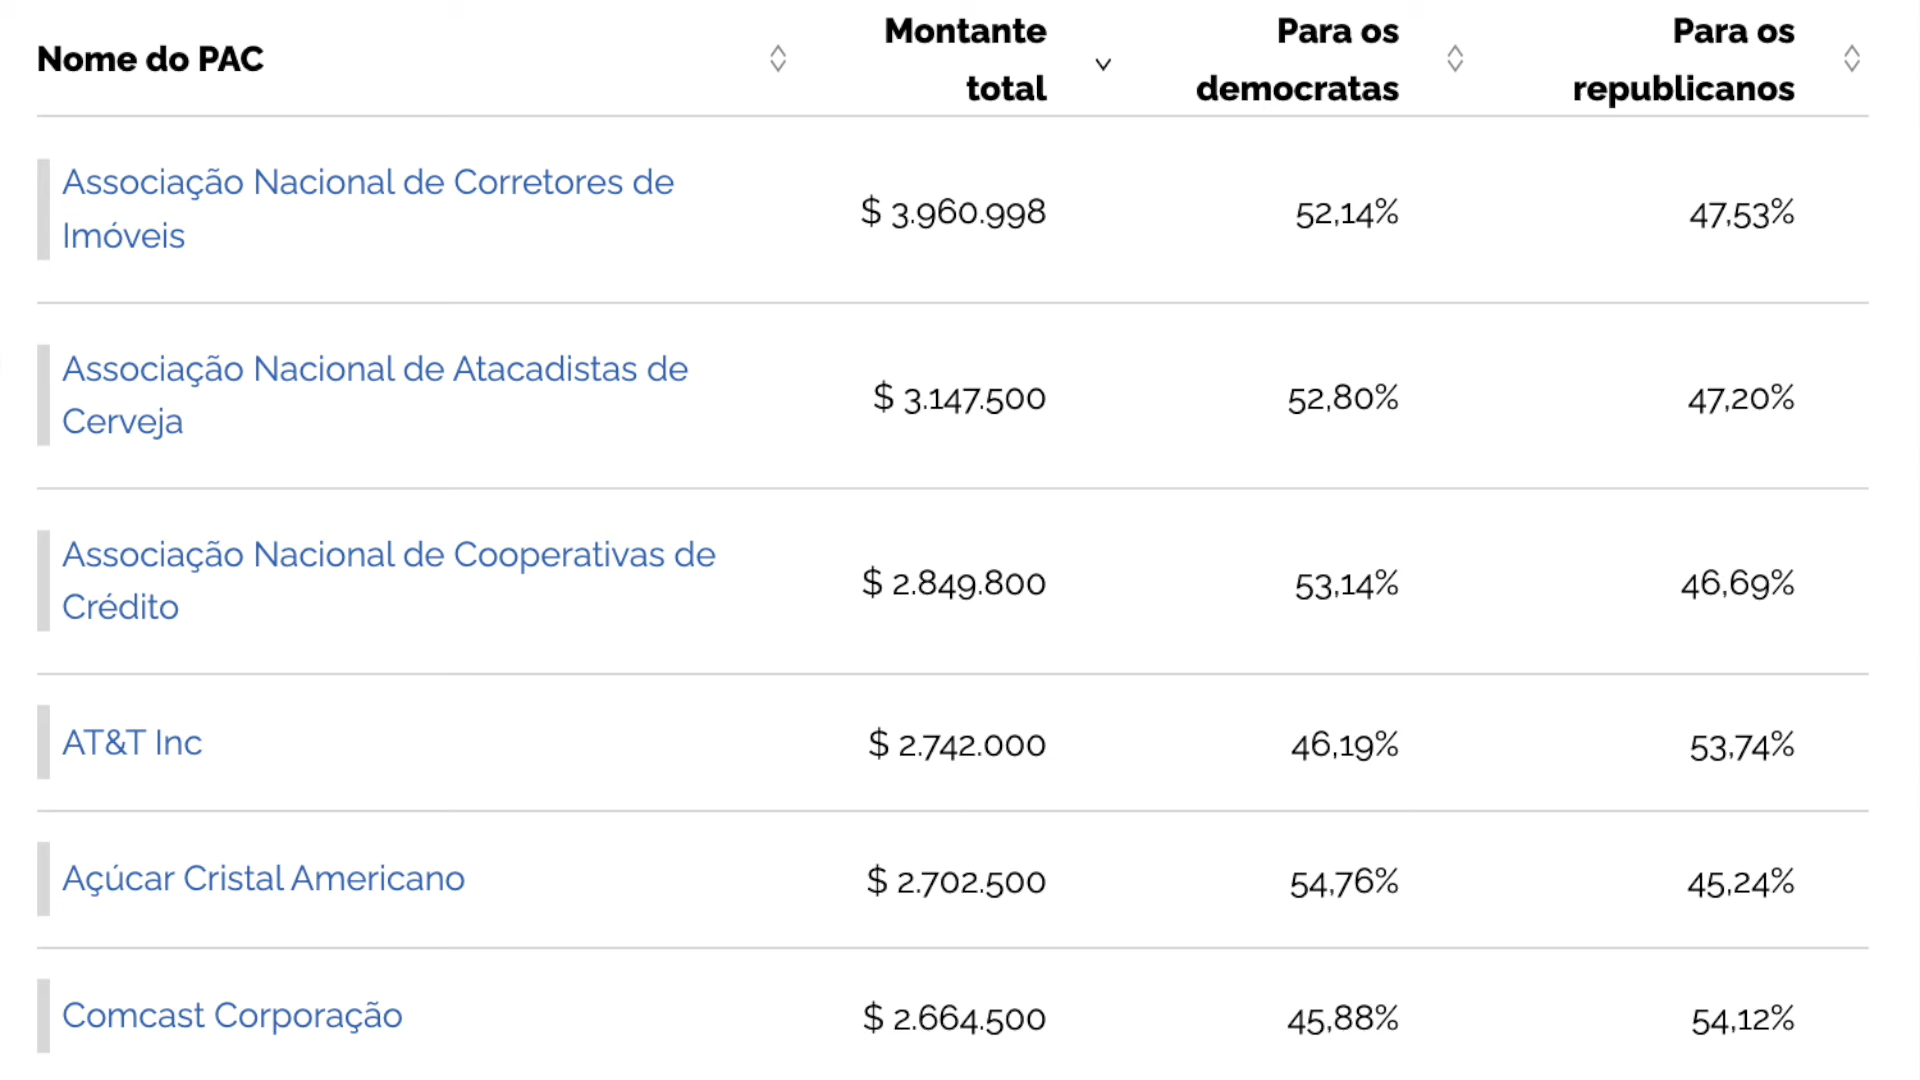 Nome do PAC
Montante total
Para os democratas
Para os republicanos
Associação Nacional de Corretores de
Imóveis
$ 3.960.998
52,14%
47,53%
Associação Nacional de Atacadistas de
Cerveja
$ 3.147.500
52,80%
47,20%
Associação Nacional de Cooperativas de
Crédito
$ 2.849.800
53,14%
46,69%
AT&T Inc
$ 2.742.000
46,19%
53,74%
Açúcar Cristal Americano
$ 2.702.500
54,76%
45,24%
Comcast Corporação
$ 2.664.500
45,88%
54,12%